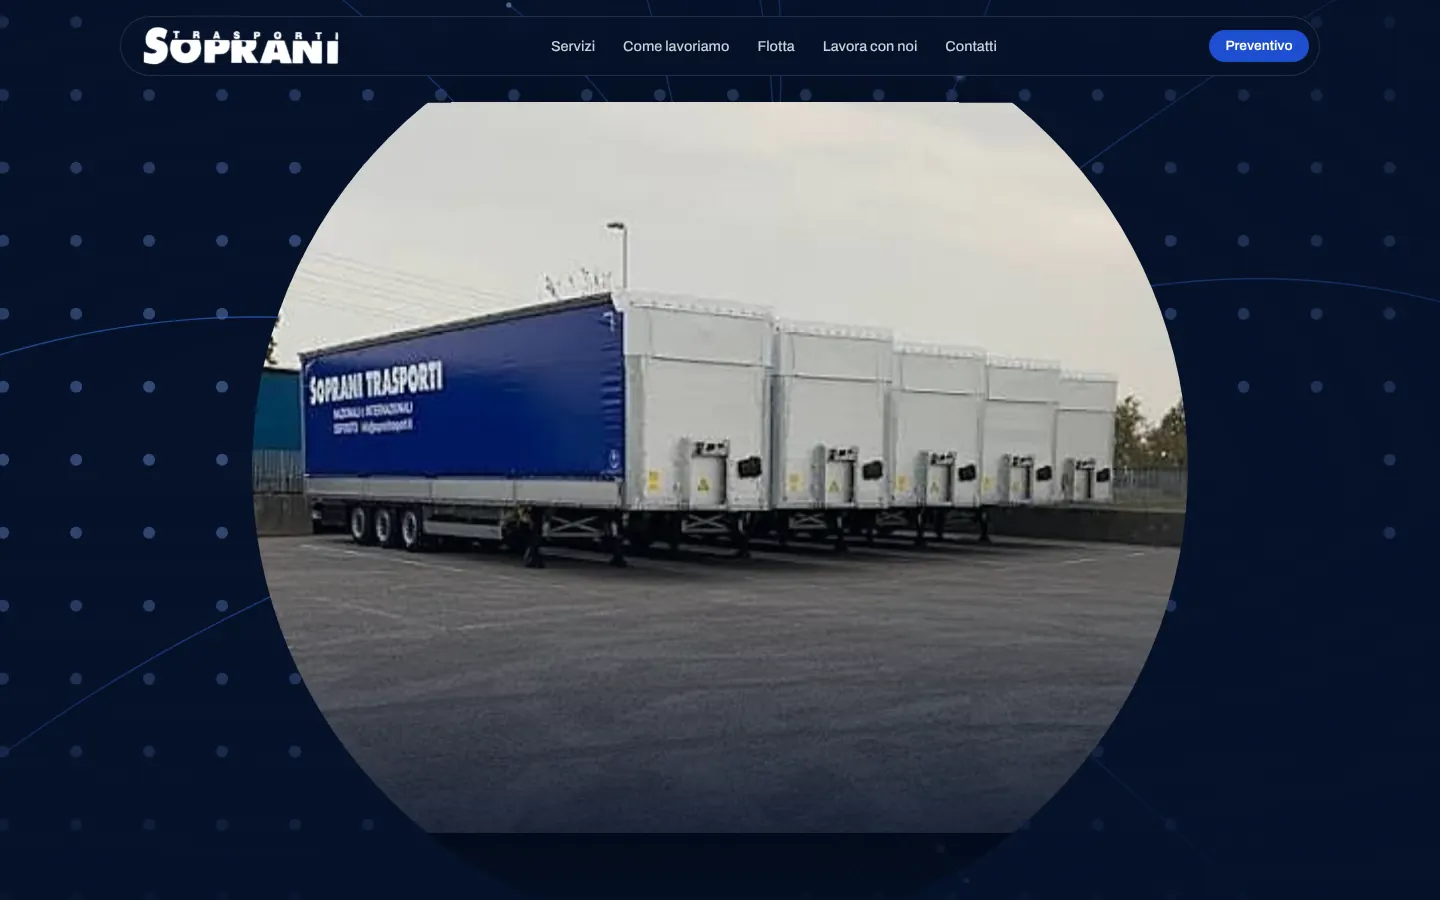 TRASPORTI
SOPRANI
Servizi
Come lavoriamo
Flotta
Lavora con noi
Contatti
Preventivo
SOPRANI TRASPORTI
NAZIONALI E INTERNAZIONALI